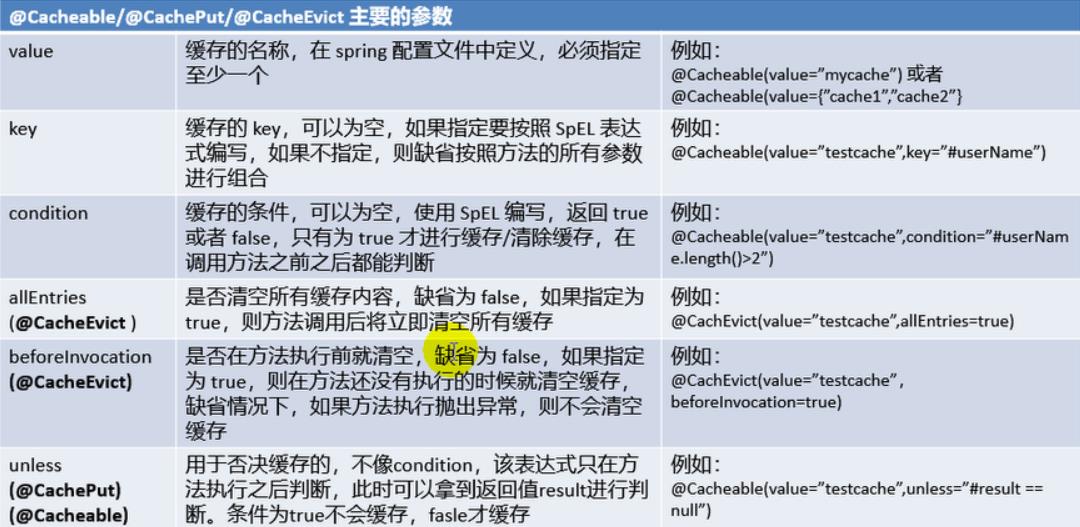 @Cacheable/@CachePut/@CacheEvict 主要的参数
value
缓存的名称，在 spring 配置文件中定义，必须指定
至少一个
例如：
@Cacheable(value=”mycache”) 或者
@Cacheable(value={”cache1”,”cache2”}
key
缓存的 key，可以为空，如果指定要按照 SpEL 表达
式编写，如果不指定，则缺省按照方法的所有参数
进行组合
例如：
@Cacheable(value=”testcache”,key=”#userName”)
condition
缓存的条件，可以为空，使用 SpEL 编写，返回 true
或者 false，只有为 true 才进行缓存/清除缓存，在
调用方法之前之后都能判断
例如：
@Cacheable(value=”testcache”,condition=”#userNam
e.length()>2”)
allEntries
(@CacheEvict )
是否清空所有缓存内容，缺省为 false，如果指定为
true，则方法调用后将立即清空所有缓存
例如：
@CachEvict(value=”testcache”,allEntries=true)
beforeInvocation
(@CacheEvict)
是否在方法执行前就清空，缺省为 false，如果指定
为 true，则在方法还没有执行的时候就清空缓存，
缺省情况下，如果方法执行抛出异常，则不会清空
缓存
例如：
@CachEvict(value=”testcache”，
beforeInvocation=true)
unless
(@CachePut)
(@Cacheable)
用于否决缓存的，不像condition，该表达式只在方
法执行之后判断，此时可以拿到返回值result进行判
断。条件为true不会缓存，fasle才缓存
例如：
@Cacheable(value=”testcache”,unless=”#result ==
null”)